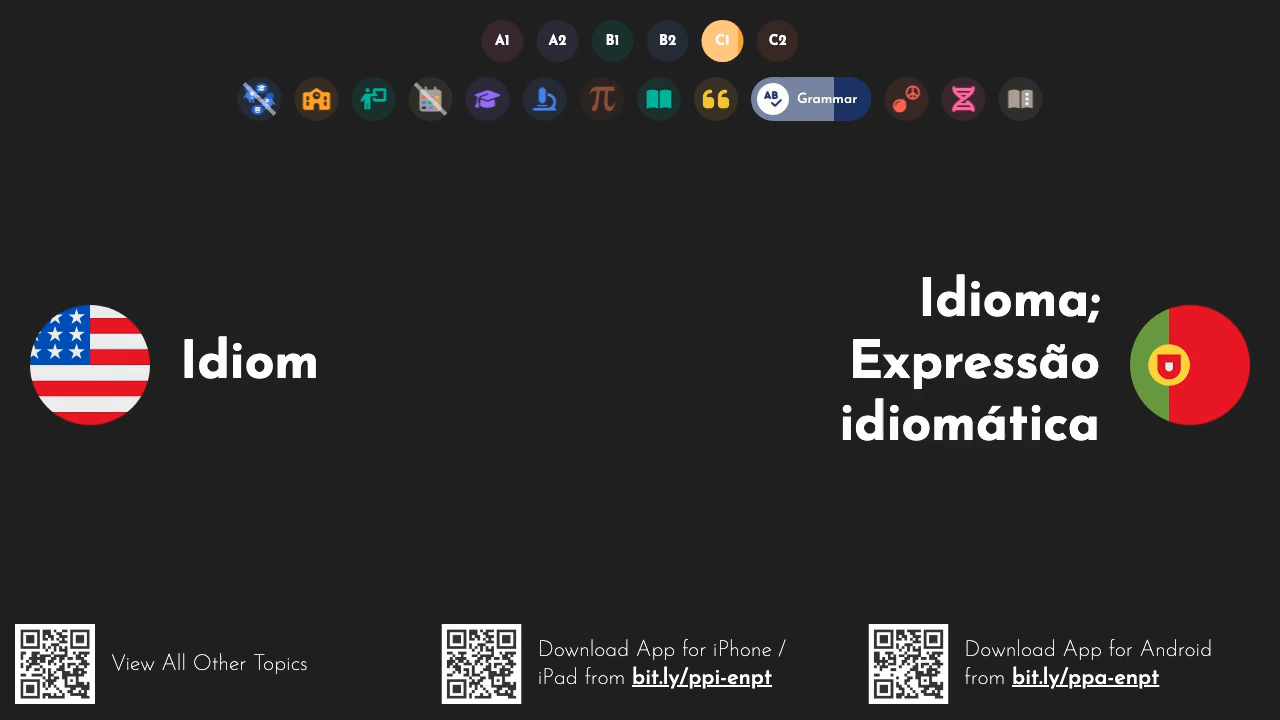 A1 A2 B1 B2 C1 C2
Grammar
Idiom
Idioma;
Expressão
idiomática
View All Other Topics
Download App for iPhone /
iPad from bit.ly/ppi-enpt
Download App for Android
from bit.ly/ppa-enpt